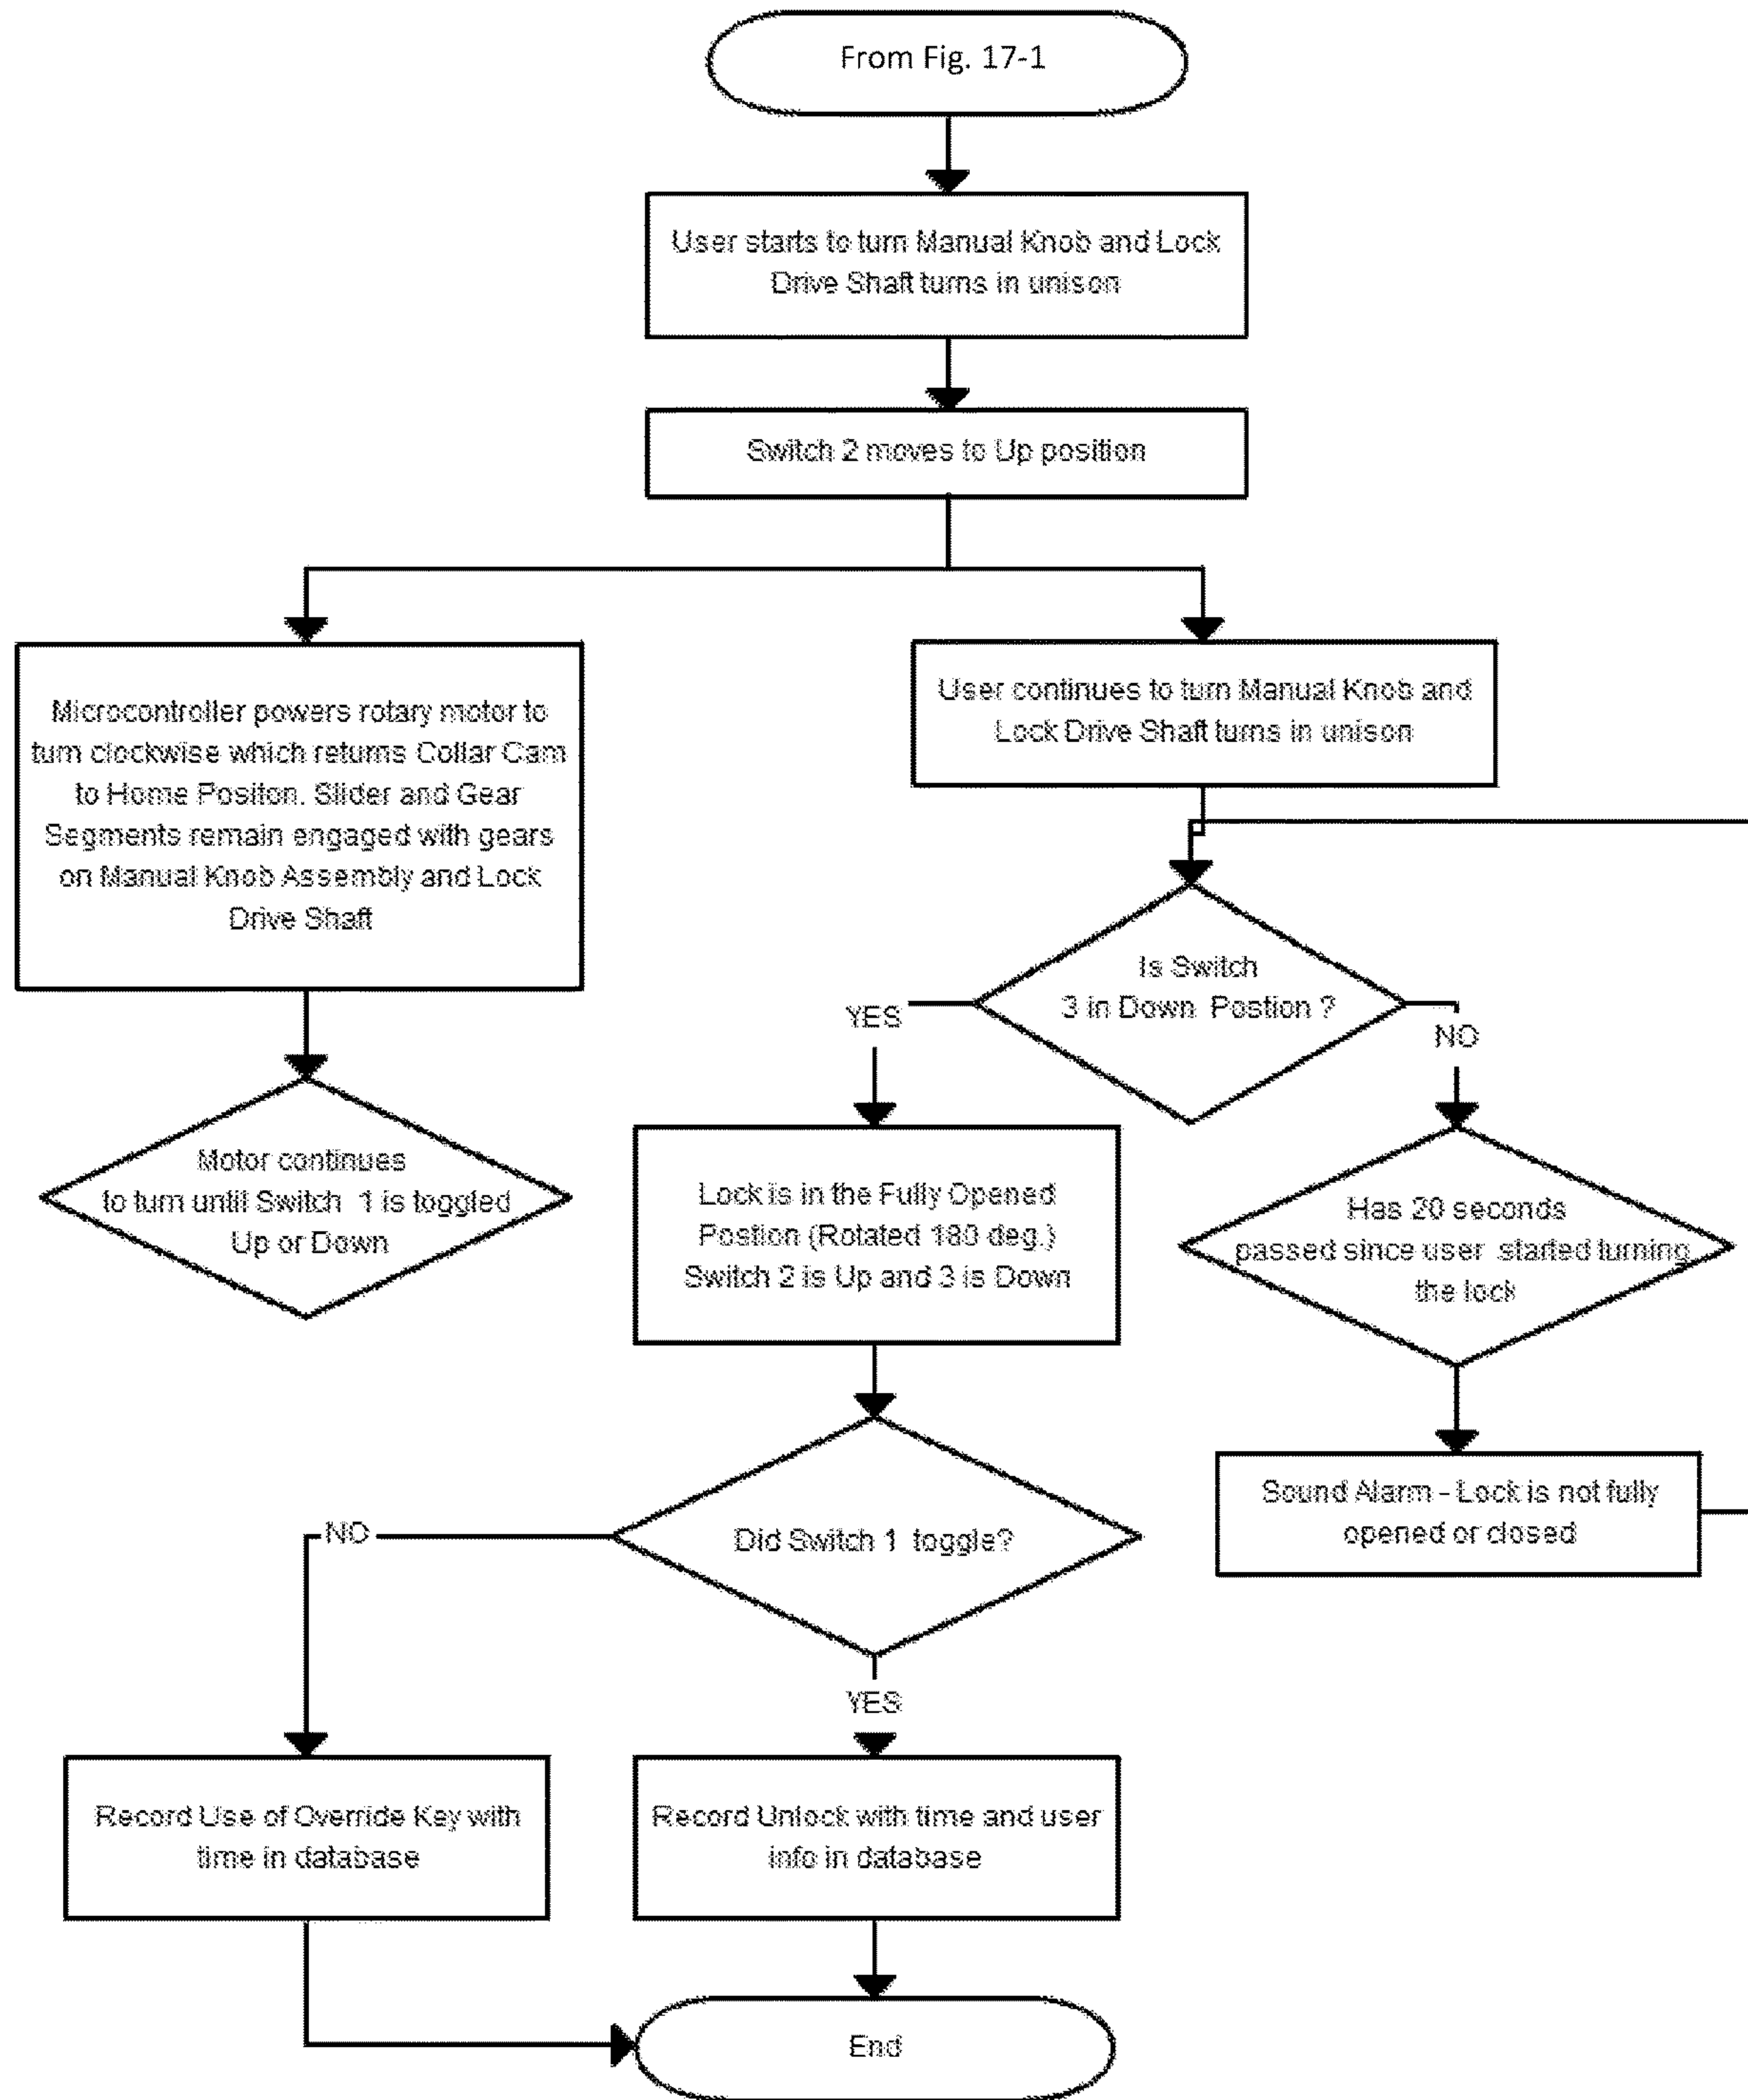 From Fig. 17-1
User starts to turn Manual Knob and Lock
Drive Shaft turns in unison
Switch 2 moves to Up position
Microcontroller powers rotary motor to
turn clockwise which returns Collar Cam
to Home Positon. Slider and Gear
Segments remain engaged with gears
on Manual Knob Assembly and Lock
Drive Shaft
User continues to turn Manual Knob and
Lock Drive Shaft turns in unison
Is Switch
3 in Down Postion ?
YES
NO
Motor continues
to turn until Switch 1 is toggled
Up or Down
Lock is in the Fully Opened
Postion (Rotated 180 deg.)
Switch 2 is Up and 3 is Down
Has 20 seconds
passed since user started turning
the lock
Sound Alarm - Lock is not fully
opened or closed
Did Switch 1 toggle?
NO
YES
Record Use of Override Key with
time in database
Record Unlock with time and user
info in database
End